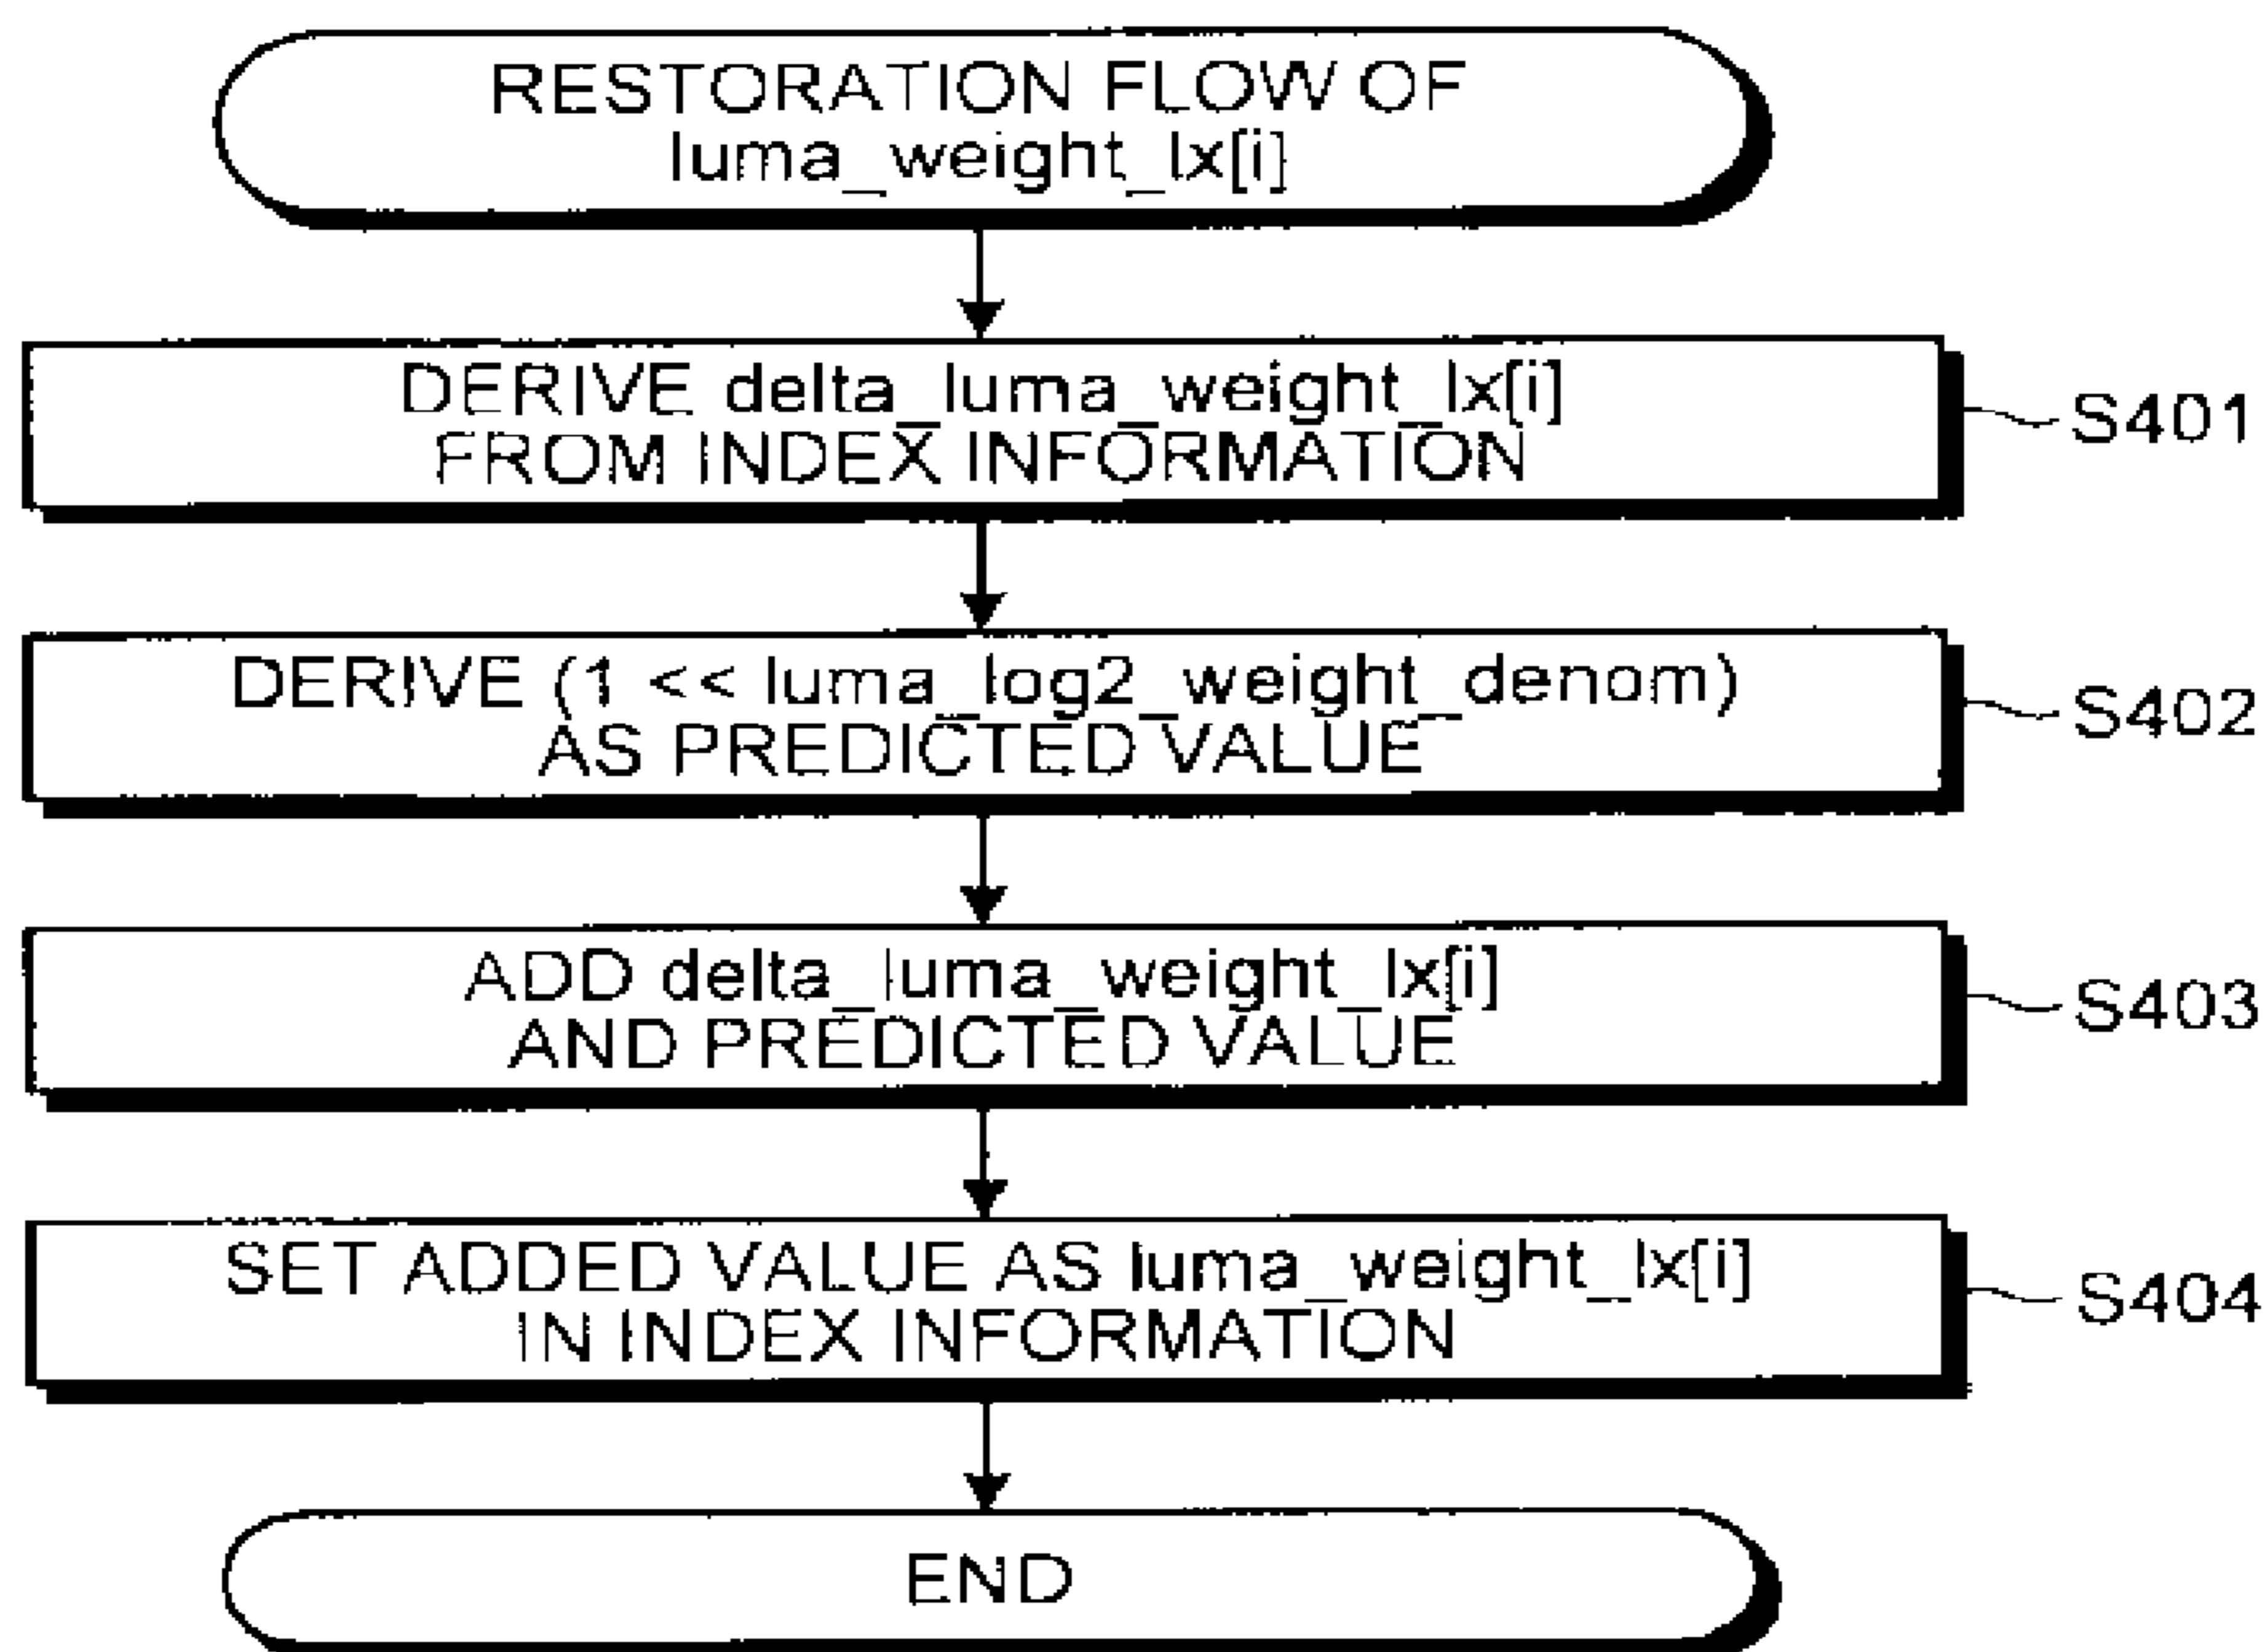 RESTORATION FLOW OF
luma_weight_lx[i]
DERIVE delta_luma_weight_lx[i]
FROM INDEX INFORMATION
S401
DERIVE (1 << luma_log2_weight_denom)
AS PREDICTED VALUE
S402
ADD delta_luma_weight_lx[i]
AND PREDICTED VALUE
S403
SET ADDED VALUE AS luma_weight_lx[i]
IN INDEX INFORMATION
S404
END